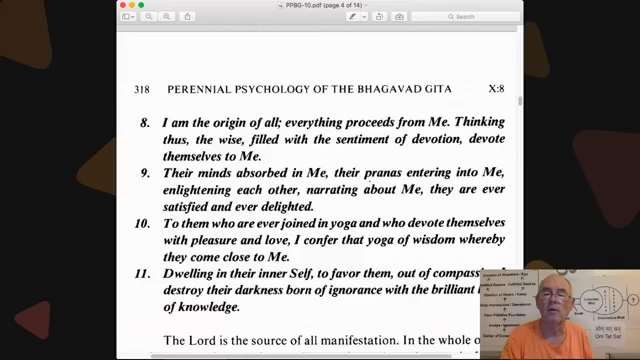 PPBG-10.pdf (page 4 of 14)
Search
318 PERENNIAL PSYCHOLOGY OF THE BHAGAVAD GITA X:8
8. I am the origin of all; everything proceeds from Me. Thinking
thus, the wise, filled with the sentiment of devotion, devote
themselves to Me.
9. Their minds absorbed in Me, their pranas entering into Me,
enlightening each other, narrating about Me, they are ever
satisfied and ever delighted.
10. To them who are ever joined in yoga and who devote themselves
with pleasure and love, I confer that yoga of wisdom whereby
they come close to Me.
11. Dwelling in their inner Self, to favor them, out of compass
destroy their darkness born of ignorance with the brilliant
of knowledge.
The Lord is the source of all manifestation. In the whole o
Om Tat Sat